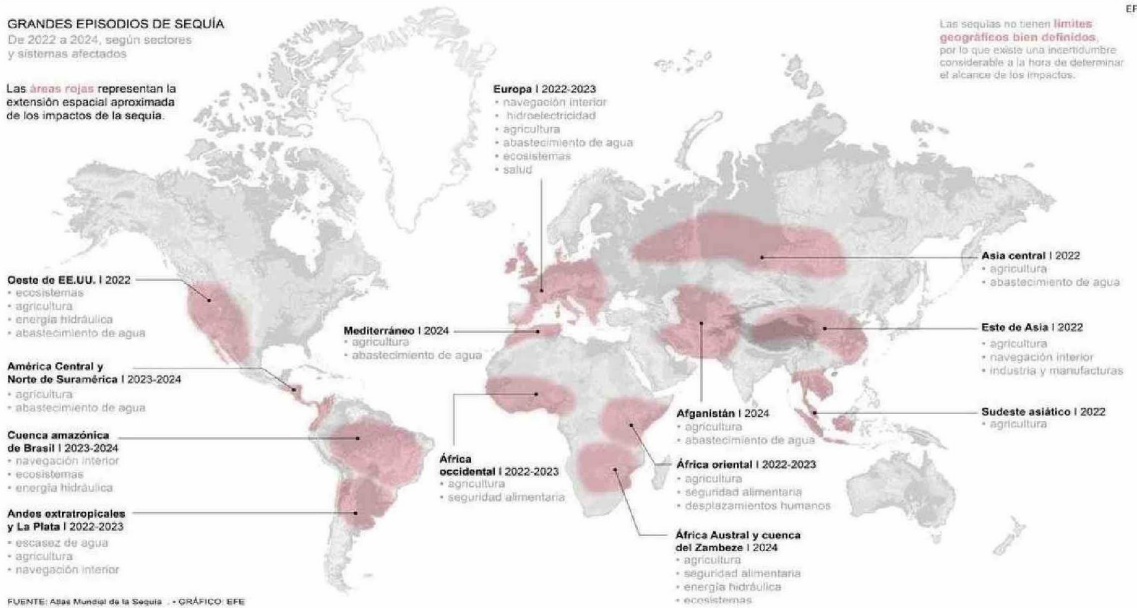 EF
GRANDES EPISODIOS DE SEQUÍA
De 2022 a 2024, según sectores
y sistemas afectados
Las áreas rojas representan la
extensión espacial aproximada
de los impactos de la sequía.
Las sequías no tienen límites
geográficos bien definidos,
por lo que existe una incertidumbre
considerable a la hora de determinar
el alcance de los impactos.
Europa | 2022-2023
• navegación interior
• hidroelectricidad
• agricultura
• abastecimiento de agua
• ecosistemas
• salud
Oeste de EE.UU. | 2022
• ecosistemas
• agricultura
• energía hidráulica
• abastecimiento de agua
Mediterráneo | 2024
• agricultura
• abastecimiento de agua
Asia central | 2022
• agricultura
• abastecimiento de agua
Este de Asia | 2022
• agricultura
• navegación interior
• industria y manufacturas
América Central y
Norte de Suramérica | 2023-2024
• agricultura
• abastecimiento de agua
Sudeste asiático | 2022
• agricultura
Afganistán | 2024
• agricultura
• abastecimiento de agua
Cuenca amazónica
de Brasil | 2023-2024
• navegación interior
• ecosistemas
• energía hidráulica
África
occidental | 2022-2023
• agricultura
• seguridad alimentaria
África oriental | 2022-2023
• agricultura
• seguridad alimentaria
• desplazamientos humanos
Andes extratropicales
y La Plata | 2022-2023
• escasez de agua
• agricultura
• navegación interior
África Austral y cuenca
del Zambeze | 2024
• agricultura
• seguridad alimentaria
• energía hidráulica
• ecosistemas
FUENTE: Atlas Mundial de la Sequía . • GRÁFICO: EFE